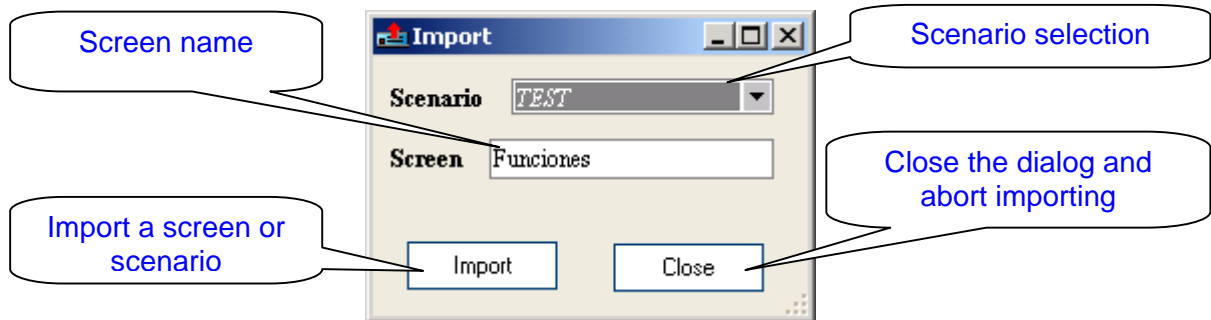 Screen name
Import
Scenario selection
Scenario TEST
Screen Funciones
Close the dialog and
abort importing
Import a screen or
scenario
Import Close